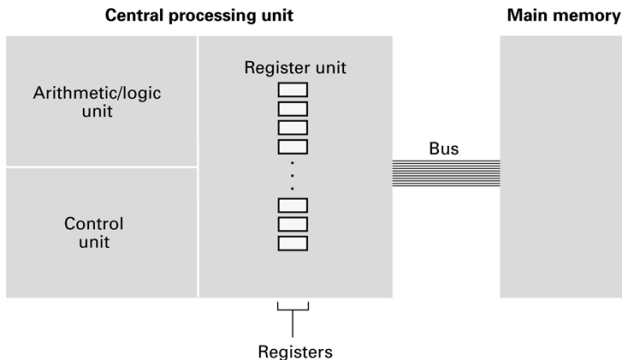 Central processing unit
Main memory
Arithmetic/logic
unit
Register unit
Bus
Control
unit
Registers